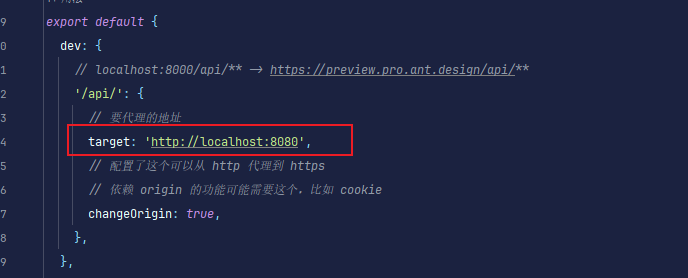 9 export default {
0 dev: {
1 // localhost:8000/api/** -> https://preview.pro.ant.design/api/**
2 '/api/': {
3 // 要代理的地址
4 target: 'http://localhost:8080',
5 // 配置了这个可以从 http 代理到 https
6 // 依赖 origin 的功能可能需要这个，比如 cookie
7 changeOrigin: true,
8 },
9 },